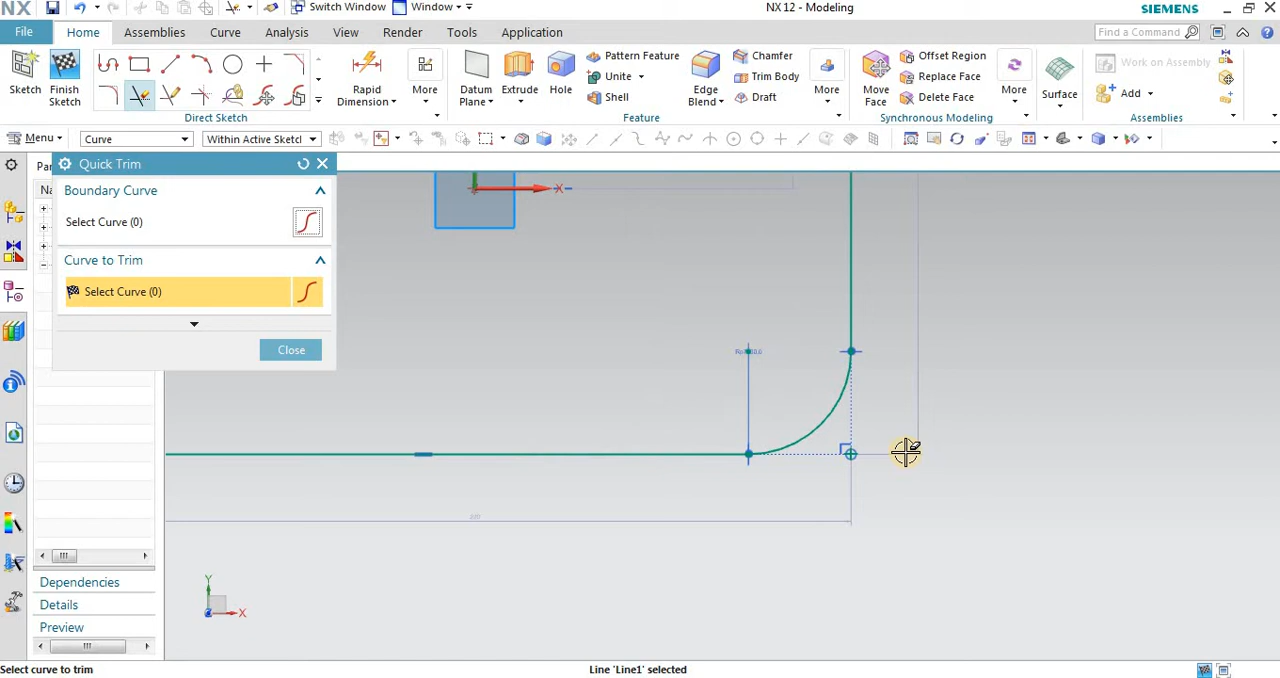 NX
Switch Window
Window
NX 12 - Modeling
SIEMENS
File
Home
Assemblies
Curve
Analysis
View
Render
Tools
Application
Find a Command
Sketch
Finish Sketch
Direct Sketch
Rapid Dimension
More
Datum Plane
Extrude
Hole
Pattern Feature
Unite
Shell
Edge Blend
Chamfer
Trim Body
Draft
More
Feature
Move Face
Offset Region
Replace Face
Delete Face
More
Synchronous Modeling
Surface
Work on Assembly
Add
Assemblies
Menu
Curve
Within Active Sketcl
Par
Na
Quick Trim
Boundary Curve
Select Curve (0)
Curve to Trim
Select Curve (0)
Close
X
220
Y
X
Dependencies
Details
Preview
Select curve to trim
Line 'Line1' selected